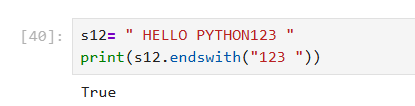 [40]: s12= " HELLO PYTHON123 "
print(s12.endswith("123 "))
True